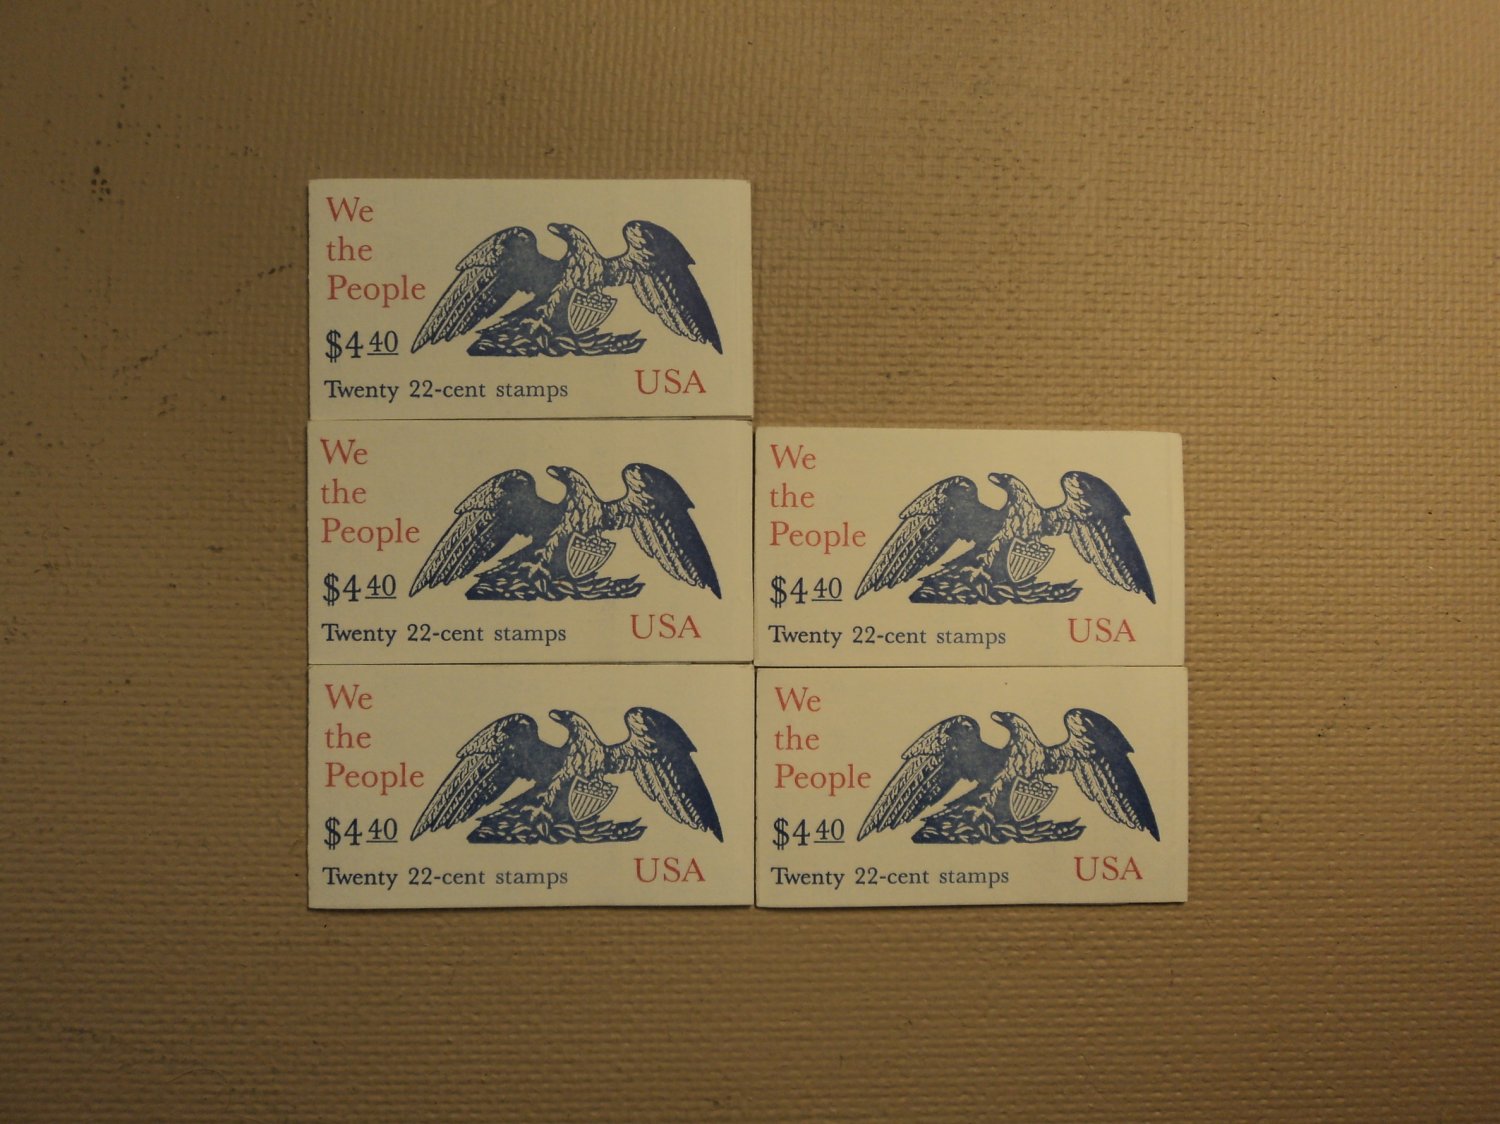 We
the
People
$4 40
Twenty 22-cent stamps
USA
We
the
People
$4 40
Twenty 22-cent stamps
USA
We
the
People
$4 40
Twenty 22-cent stamps
USA
We
the
People
$4 40
Twenty 22-cent stamps
USA
We
the
People
$4 40
Twenty 22-cent stamps
USA